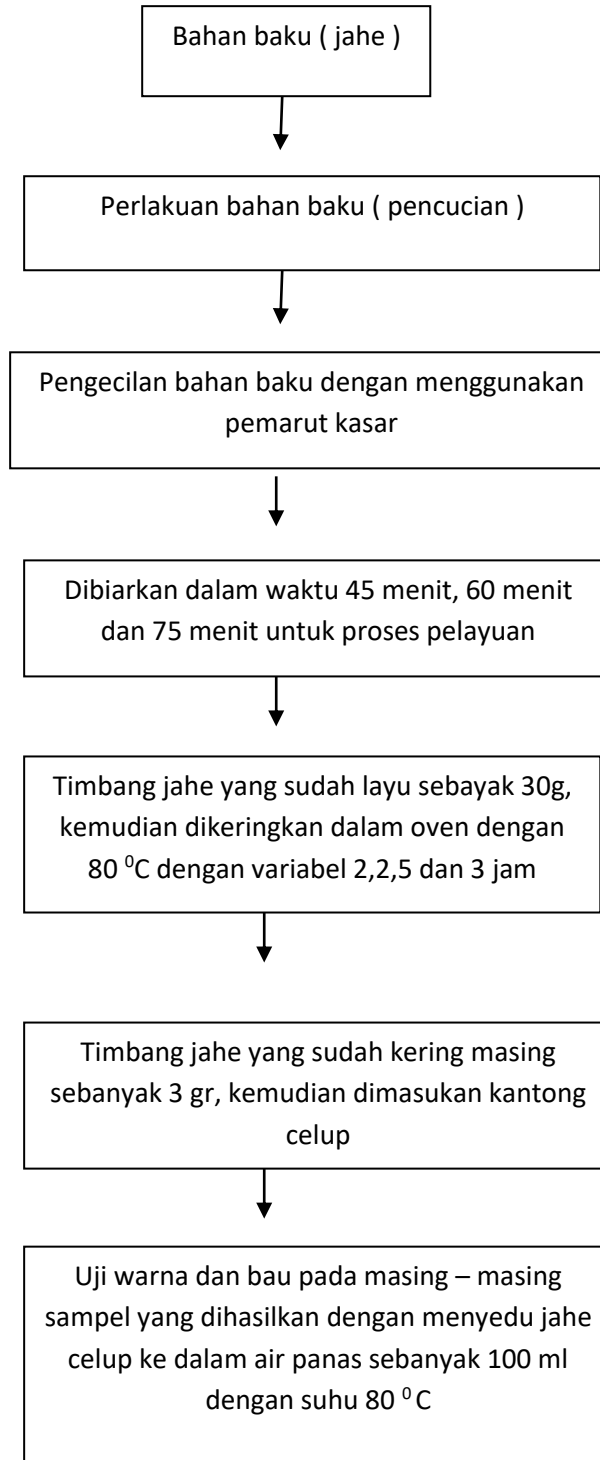 Bahan baku ( jahe )
Perlakuan bahan baku ( pencucian )
Pengecilan bahan baku dengan menggunakan
pemarut kasar
Dibiarkan dalam waktu 45 menit, 60 menit
dan 75 menit untuk proses pelayuan
Timbang jahe yang sudah layu sebayak 30g,
kemudian dikeringkan dalam oven dengan
80 ⁰C dengan variabel 2,2,5 dan 3 jam
Timbang jahe yang sudah kering masing
sebanyak 3 gr, kemudian dimasukan kantong
celup
Uji warna dan bau pada masing – masing
sampel yang dihasilkan dengan menyedu jahe
celup ke dalam air panas sebanyak 100 ml
dengan suhu 80 ⁰ C